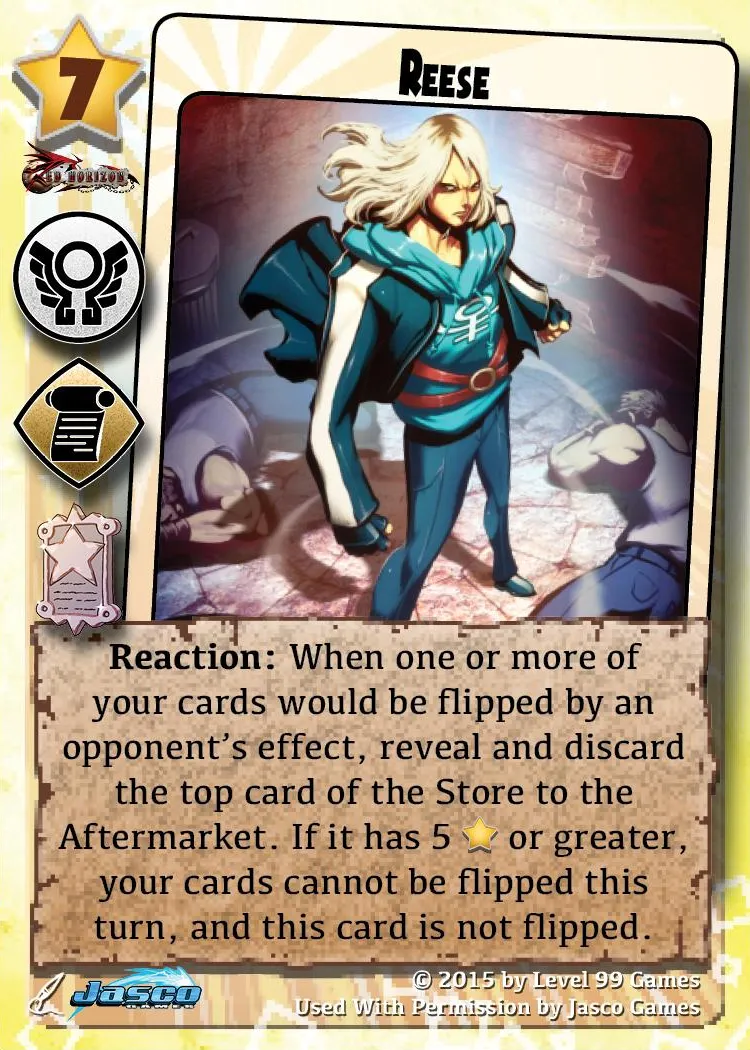 7
REESE
RED HORIZON
Reaction: When one or more of
your cards would be flipped by an
opponent's effect, reveal and discard
the top card of the Store to the
Aftermarket. If it has 5 or greater,
your cards cannot be flipped this
turn, and this card is not flipped.
Jasco
GAMES
© 2015 by Level 99 Games
Used With Permission by Jasco Games